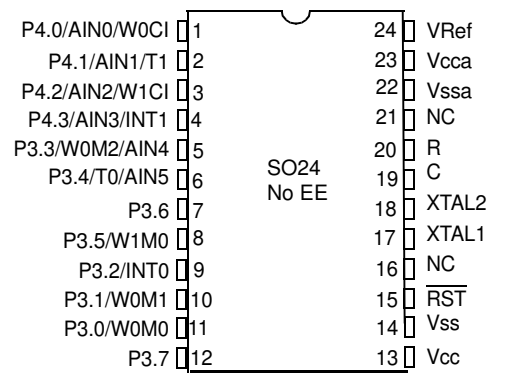 P4.0/AIN0/W0CI 1 24 VRef
P4.1/AIN1/T1 2 23 Vcca
P4.2/AIN2/W1CI 3 22 Vssa
P4.3/AIN3/INT1 4 21 NC
P3.3/W0M2/AIN4 5 20 R
P3.4/T0/AIN5 6 19 C
SO24
No EE
P3.6 7 18 XTAL2
P3.5/W1M0 8 17 XTAL1
P3.2/INT0 9 16 NC
P3.1/W0M1 10 15 RST
P3.0/W0M0 11 14 Vss
P3.7 12 13 Vcc